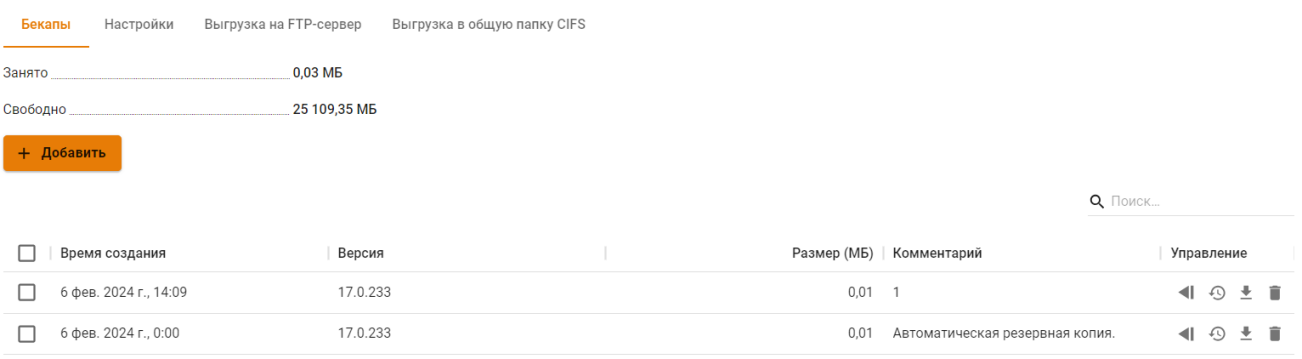 Бекапы Настройки Выгрузка на FTP-сервер Выгрузка в общую папку CIFS
Занято 0,03 МБ
Свободно 25 109,35 МБ
+ Добавить
Поиск...
Время создания Версия Размер (МБ) Комментарий Управление
6 фев. 2024 г., 14:09 17.0.233 0,01 1
6 фев. 2024 г., 0:00 17.0.233 0,01 Автоматическая резервная копия.